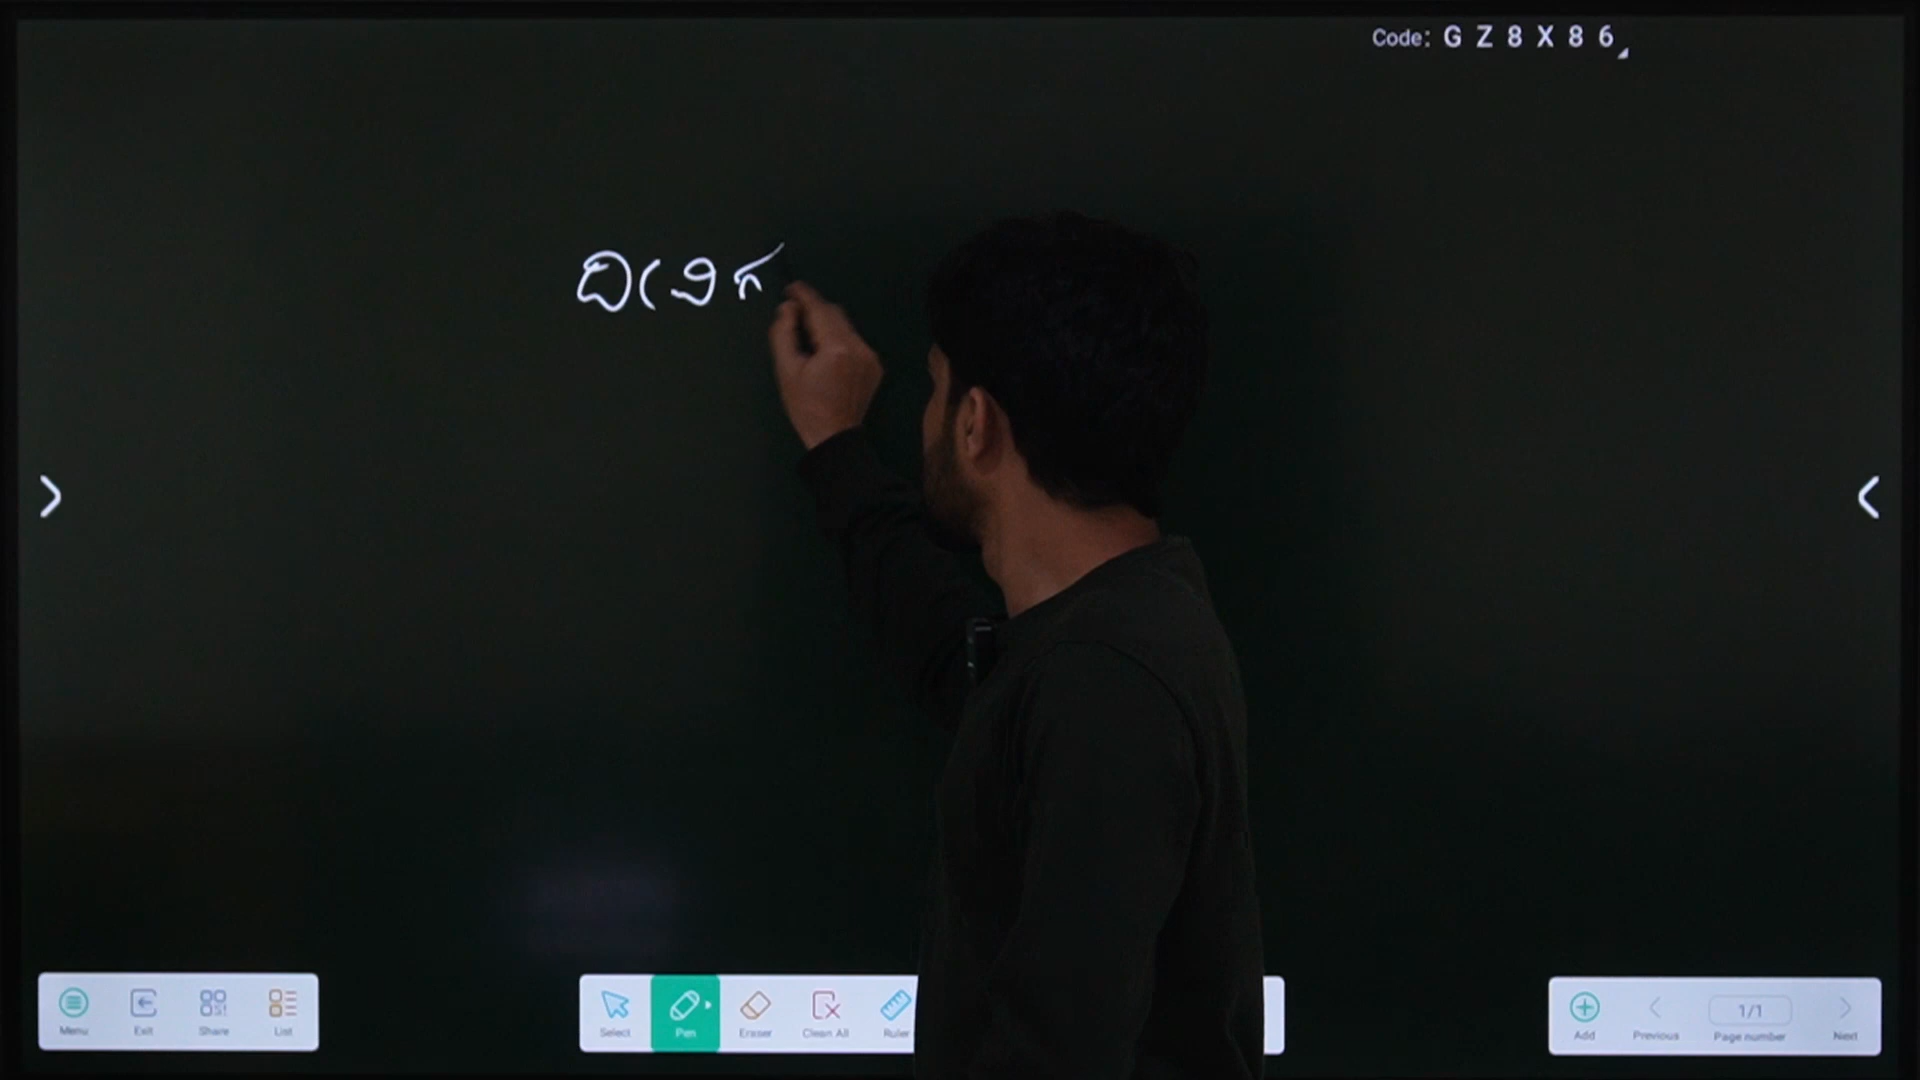 Code: G Z 8 X 8 6
ದೀವಿಗೆ
Menu Exit Share List Select Pen Eraser Clean All Ruler Add Previous 1/1 Page number Next